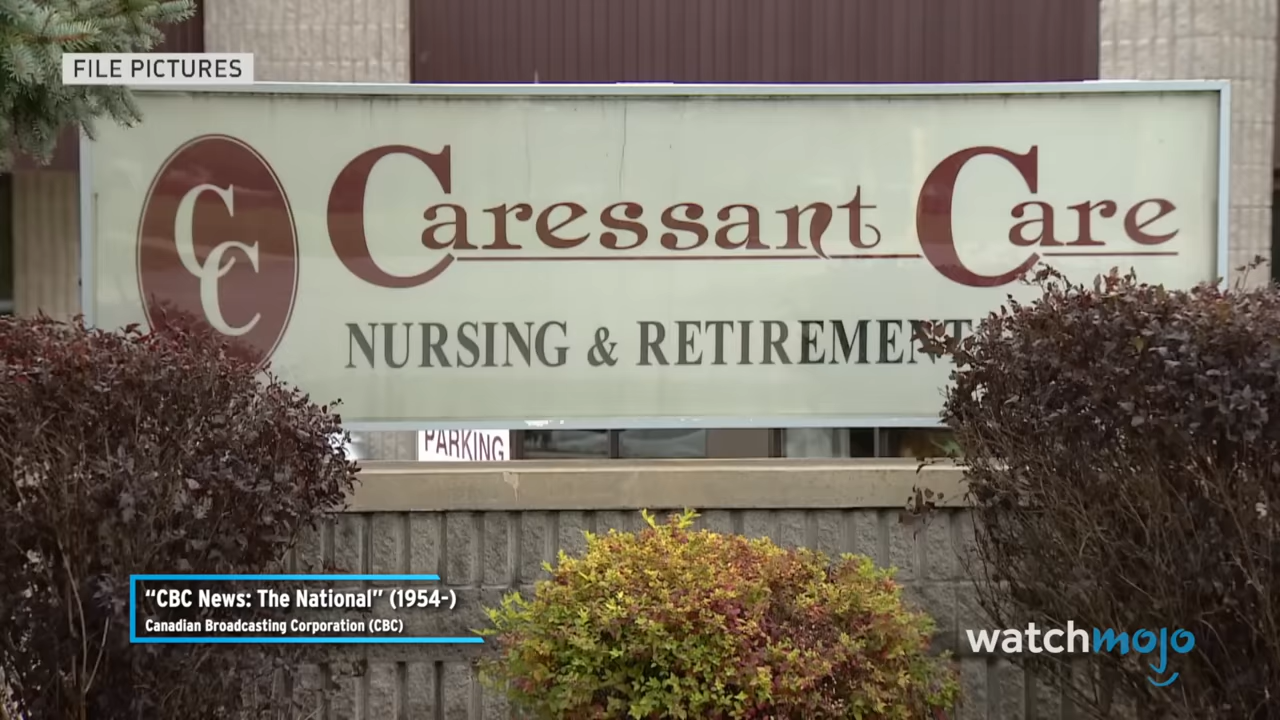 FILE PICTURES
CC
Caressant Care
NURSING & RETIREMENT
PARKING
“CBC News: The National” (1954-)
Canadian Broadcasting Corporation (CBC)
watchmojo